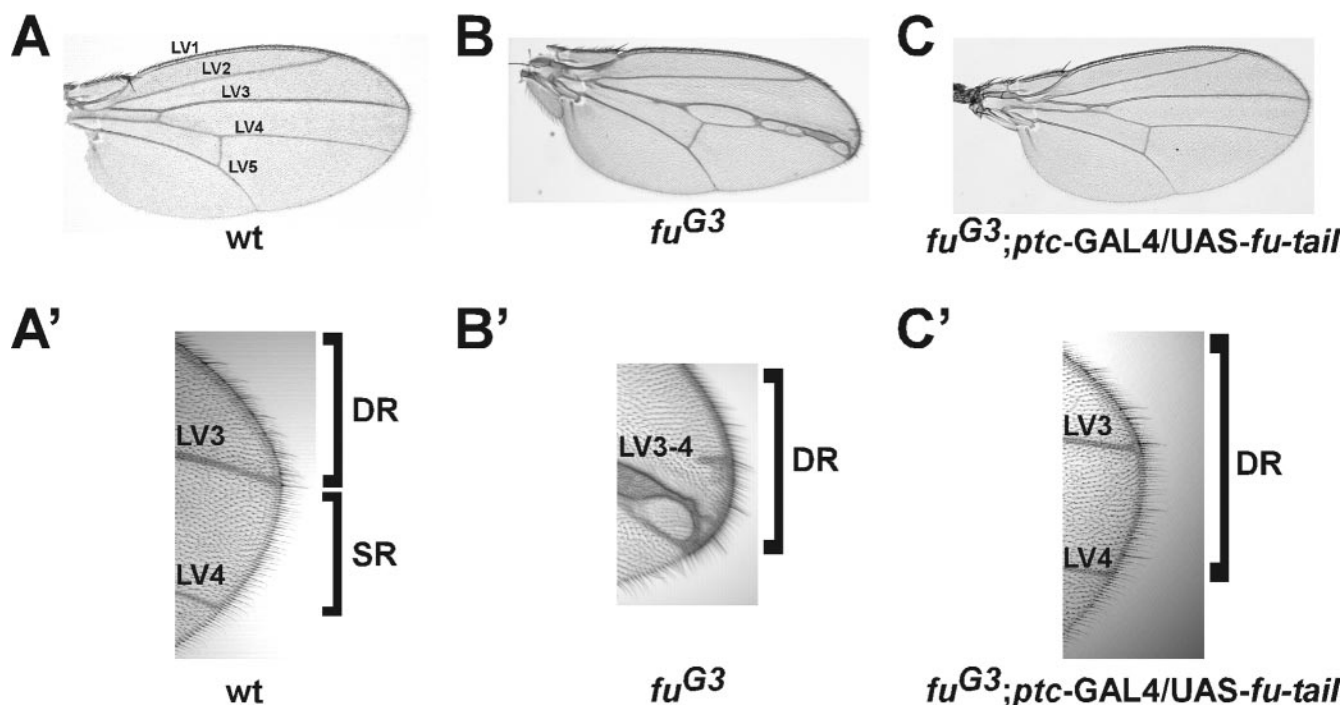 A
B
C
LV1
LV2
LV3
LV4
LV5
wt
fuG3
fuG3;ptc-GAL4/UAS-fu-tail
A’
B’
C’
LV3
LV4
DR
SR
LV3-4
DR
LV3
LV4
DR
wt
fuG3
fuG3;ptc-GAL4/UAS-fu-tail